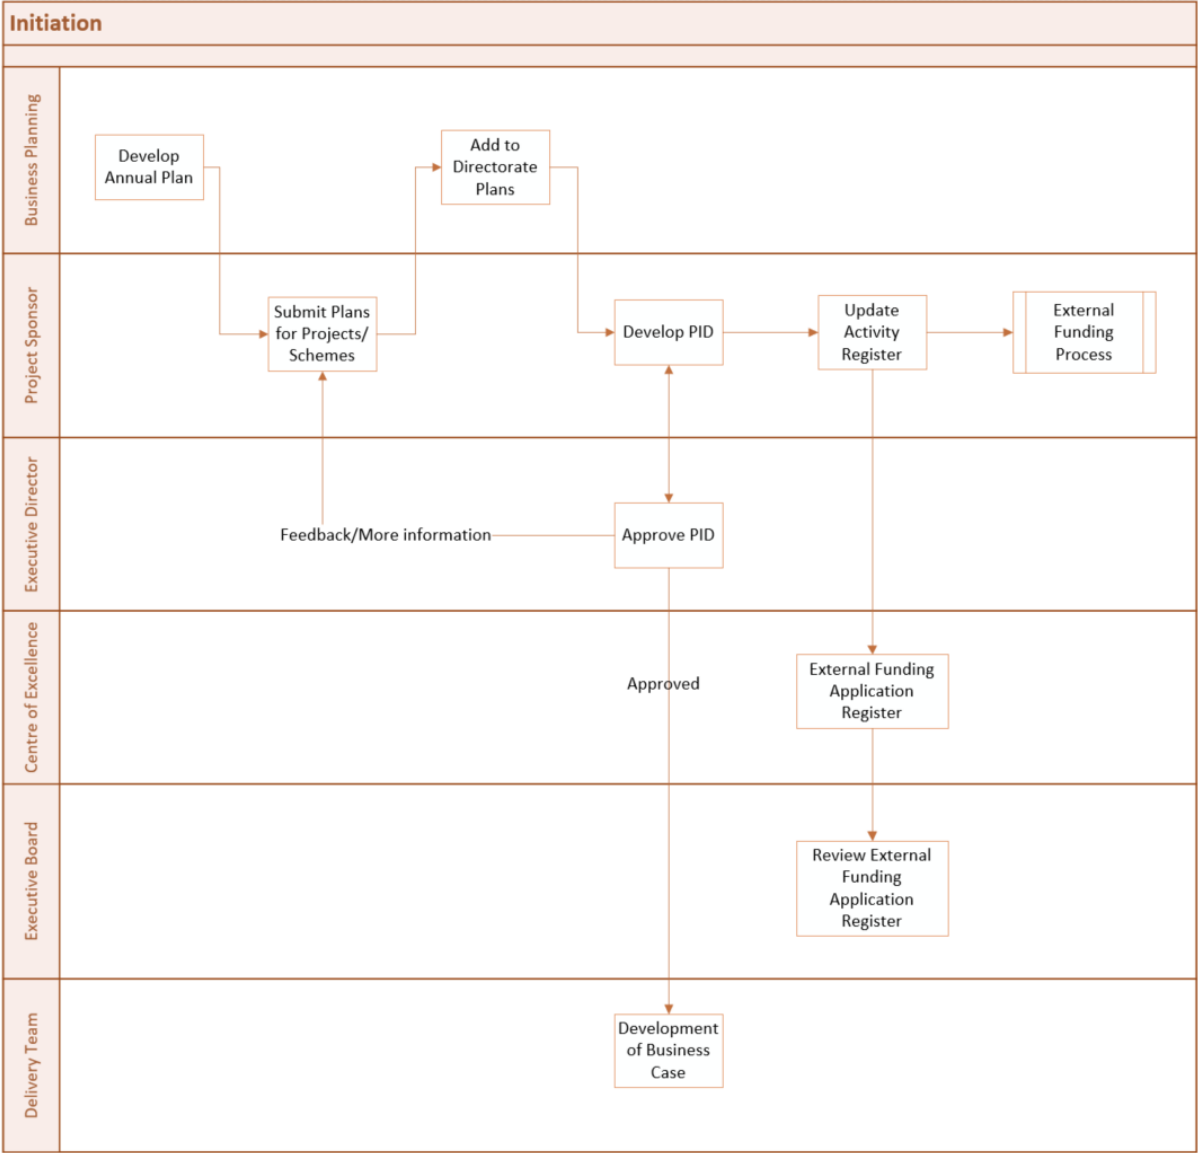 Initiation
Business Planning
Develop
Annual Plan
Add to
Directorate
Plans
Project Sponsor
Submit Plans
for Projects/
Schemes
Develop PID
Update
Activity
Register
External
Funding
Process
Executive Director
Feedback/More information
Approve PID
Centre of Excellence
Approved
External Funding
Application
Register
Executive Board
Review External
Funding
Application
Register
Delivery Team
Development
of Business
Case